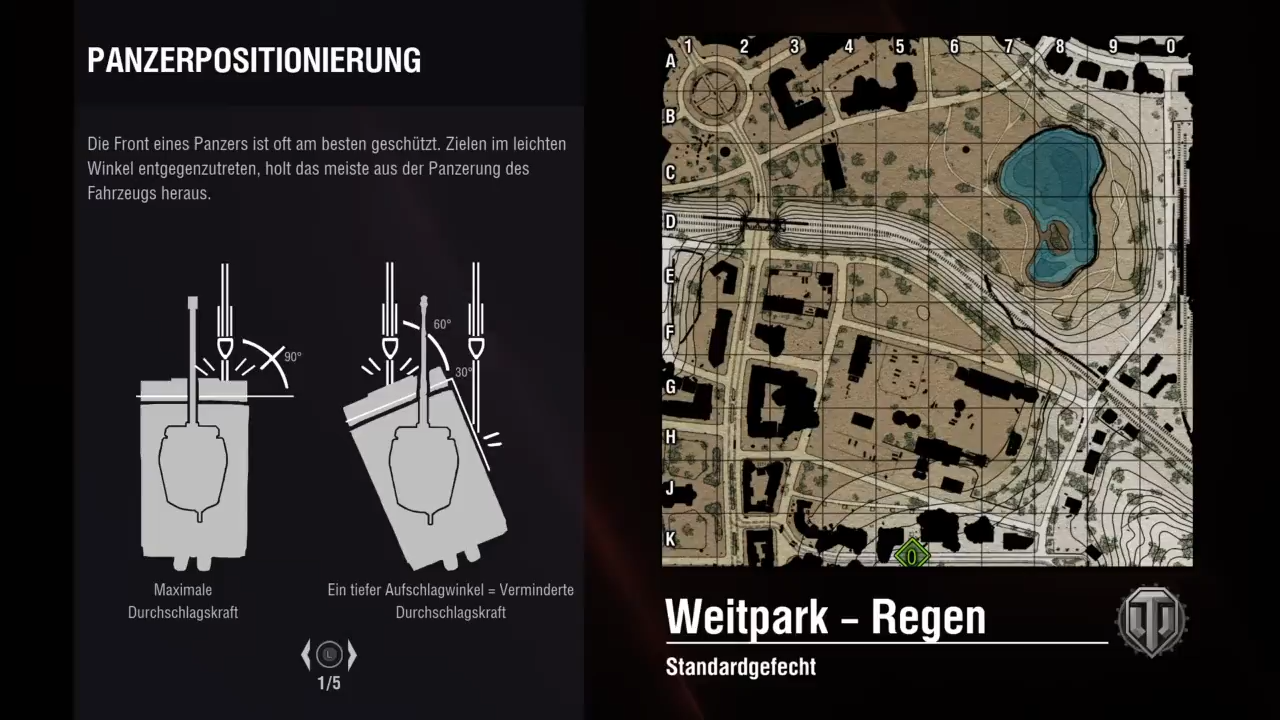 PANZERPOSITIONIERUNG
Die Front eines Panzers ist oft am besten geschützt. Zielen im leichten
Winkel entgegenzutreten, holt das meiste aus der Panzerung des
Fahrzeugs heraus.
90°
60°
30°
Maximale
Durchschlagskraft
Ein tiefer Aufschlagwinkel = Verminderte
Durchschlagskraft
L
1/5
1 2 3 4 5 6 7 8 9 0
A
B
C
D
E
F
G
H
J
K
0
Weitpark – Regen
Standardgefecht